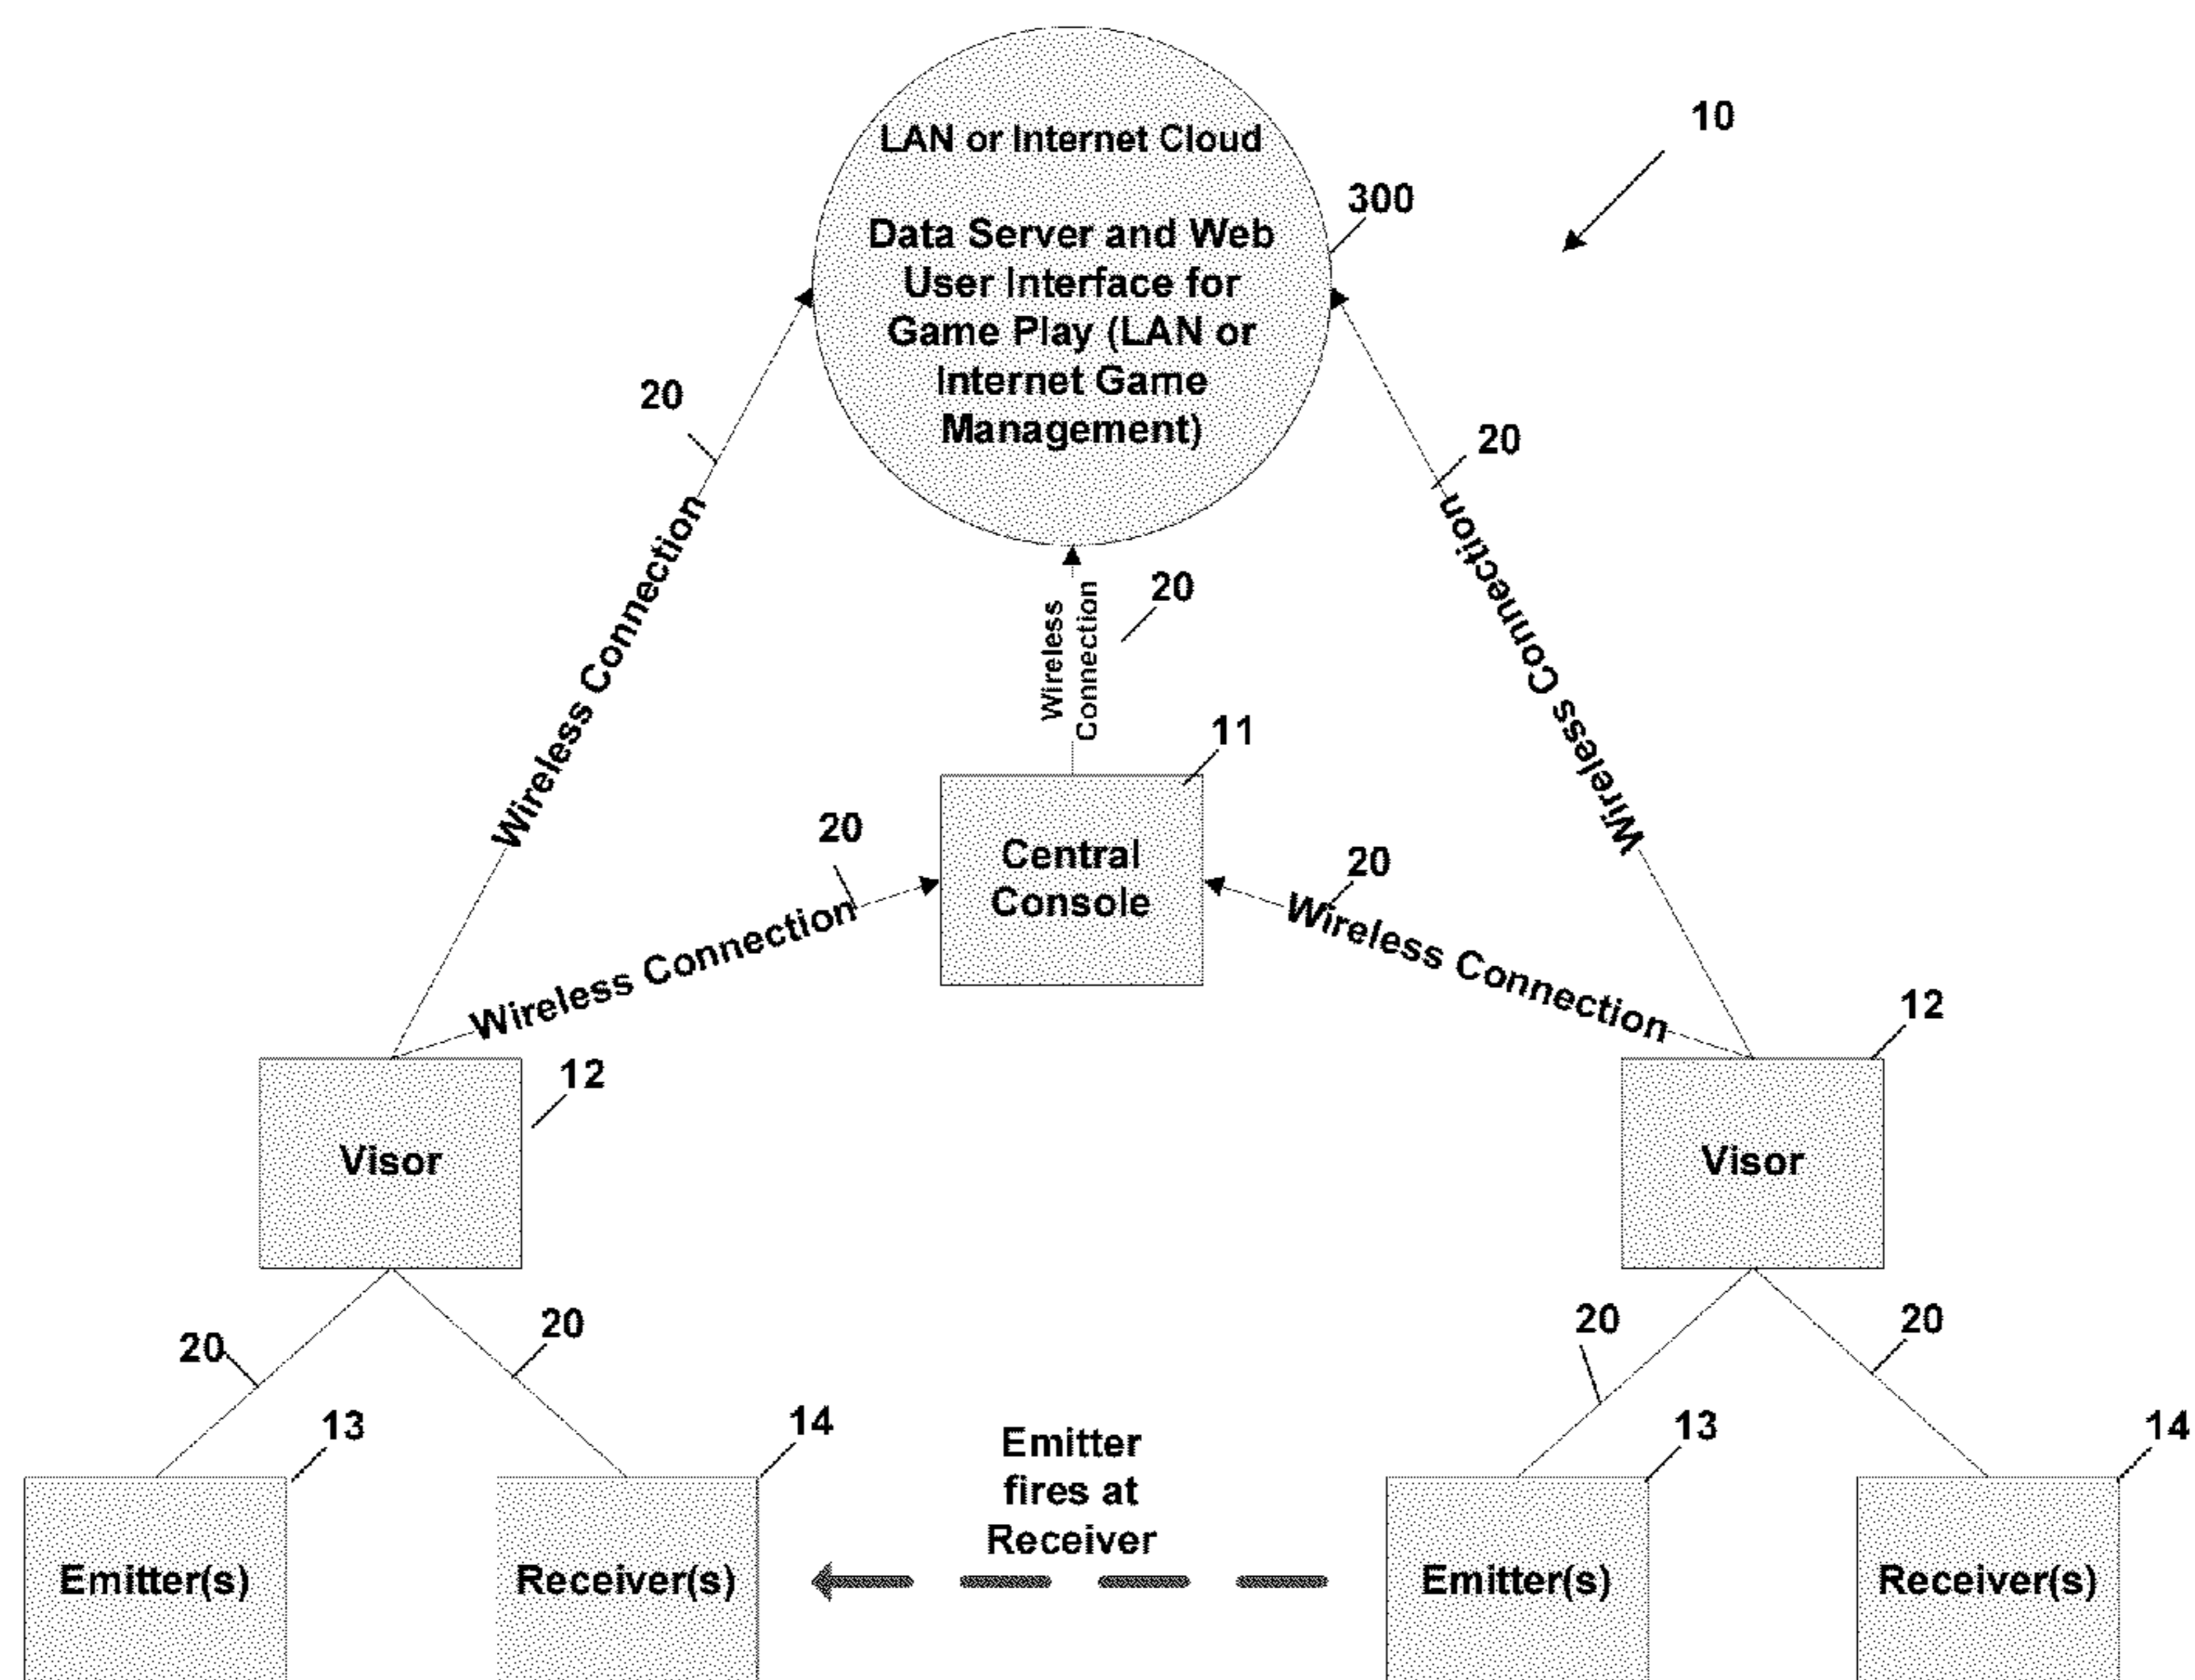 LAN or Internet Cloud
10
300
Data Server and Web
User Interface for
Game Play (LAN or
Internet Game
Management)
20
20
Wireless Connection
Wireless Connection
Wireless
Connection
20
11
Central
Console
20
20
Wireless Connection
Wireless Connection
12
12
Visor
Visor
20
20
20
20
13
14
13
14
Emitter
fires at
Receiver
Emitter(s)
Receiver(s)
Emitter(s)
Receiver(s)